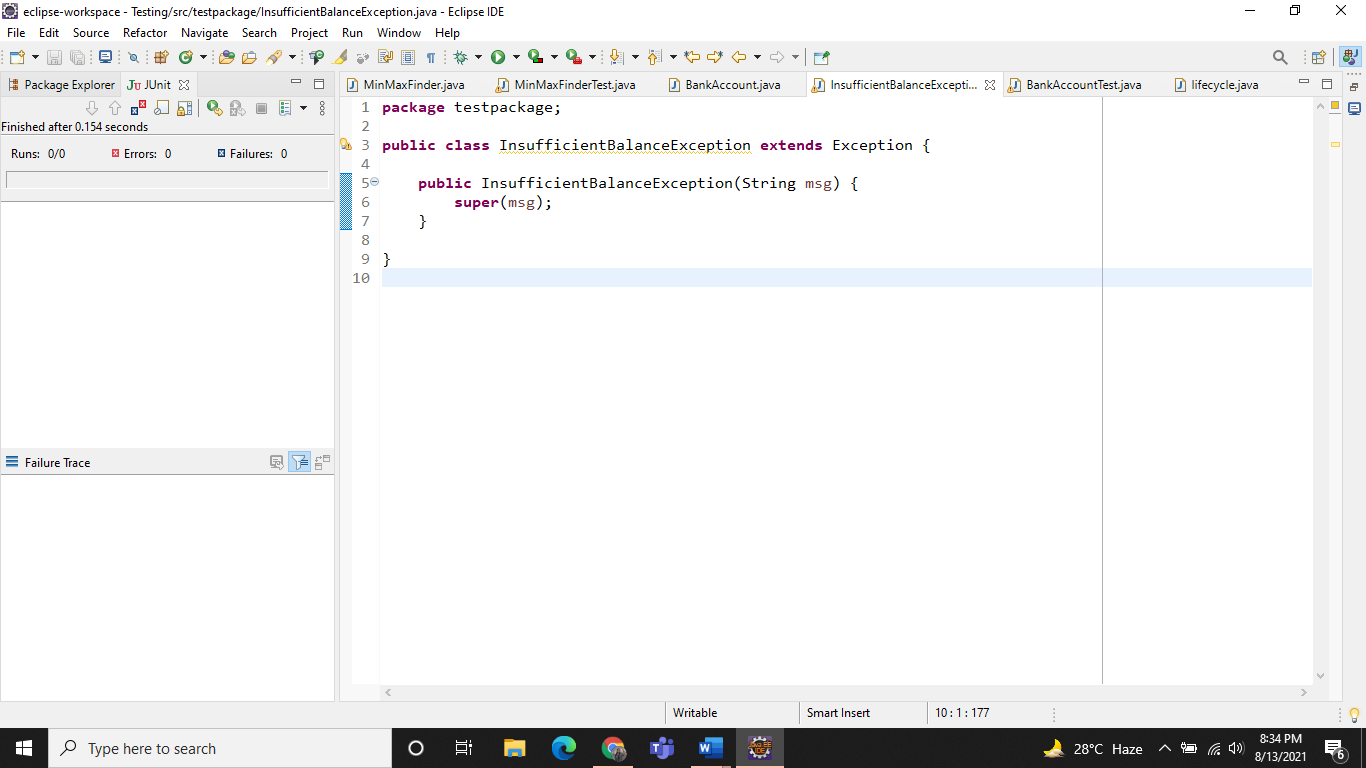 eclipse-workspace - Testing/src/testpackage/InsufficientBalanceException.java - Eclipse IDE
File Edit Source Refactor Navigate Search Project Run Window Help
Package Explorer JUnit
MinMaxFinder.java MinMaxFinderTest.java BankAccount.java InsufficientBalanceExcepti... BankAccountTest.java lifecycle.java
Finished after 0.154 seconds
Runs: 0/0 Errors: 0 Failures: 0
Failure Trace
1 package testpackage;
2
3 public class InsufficientBalanceException extends Exception {
4
5 public InsufficientBalanceException(String msg) {
6 super(msg);
7 }
8
9 }
10
Writable Smart Insert 10 : 1 : 177
Type here to search
28°C Haze
8:34 PM
8/13/2021
6